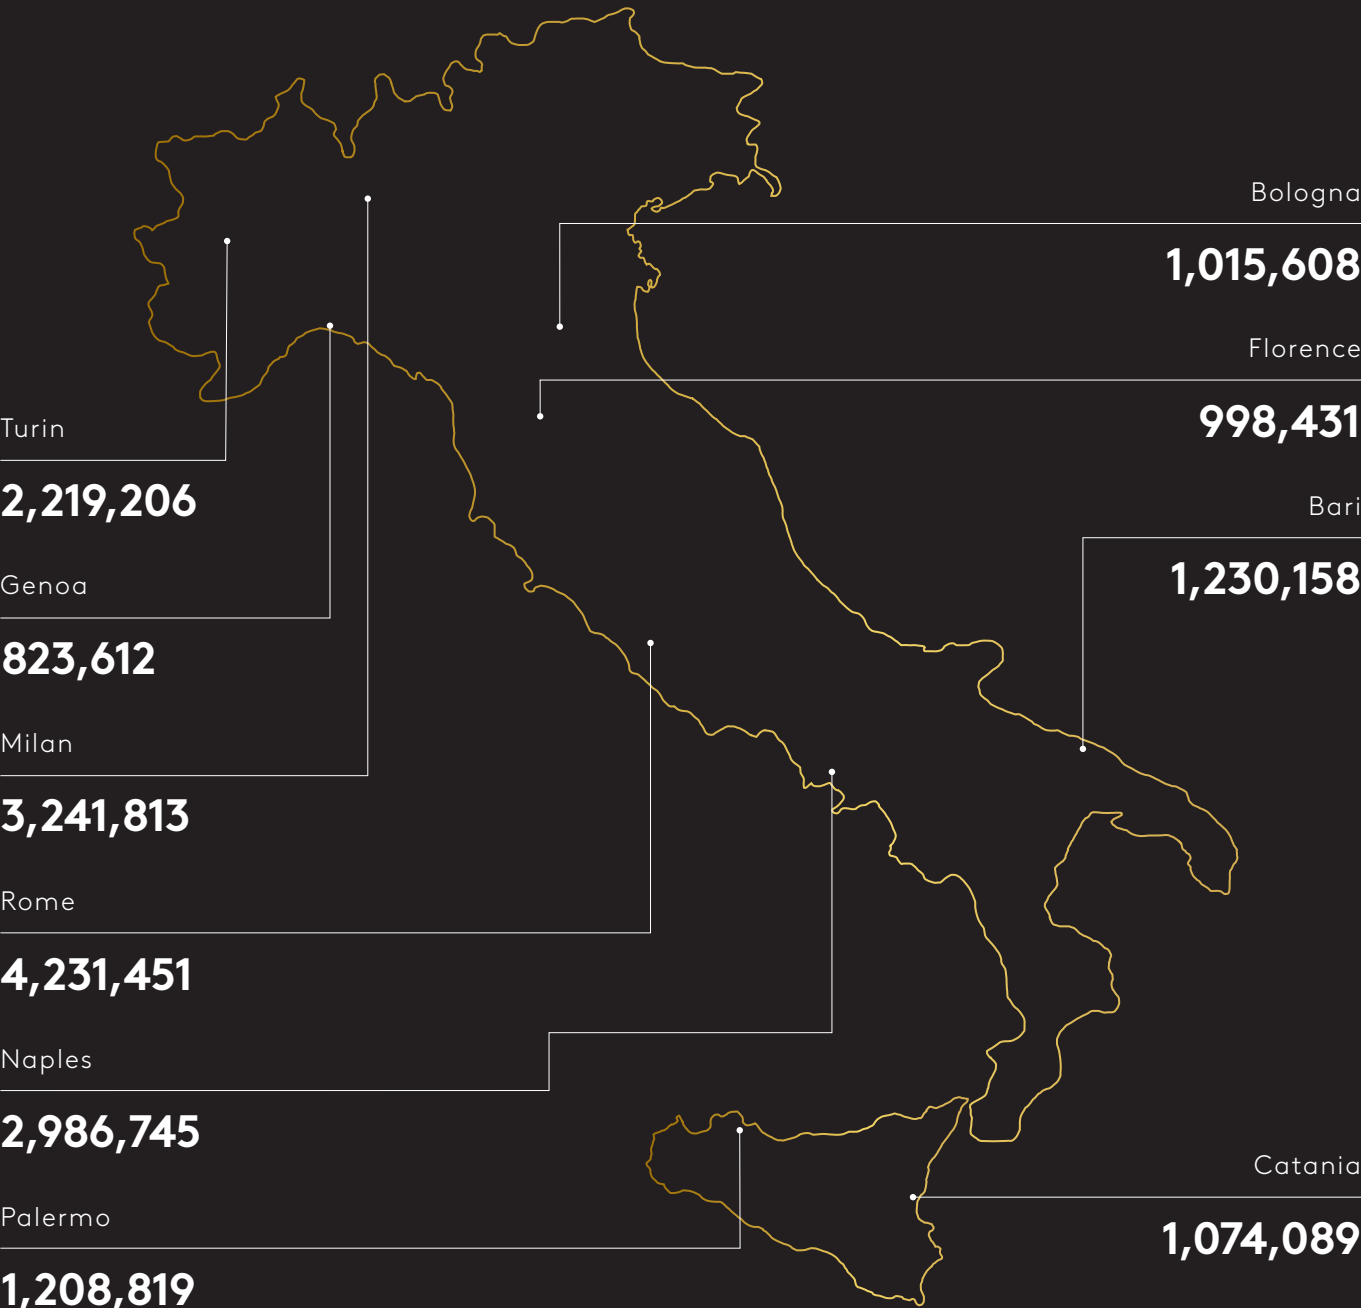 Turin
2,219,206
Genoa
823,612
Milan
3,241,813
Rome
4,231,451
Naples
2,986,745
Palermo
1,208,819
Bologna
1,015,608
Florence
998,431
Bari
1,230,158
Catania
1,074,089